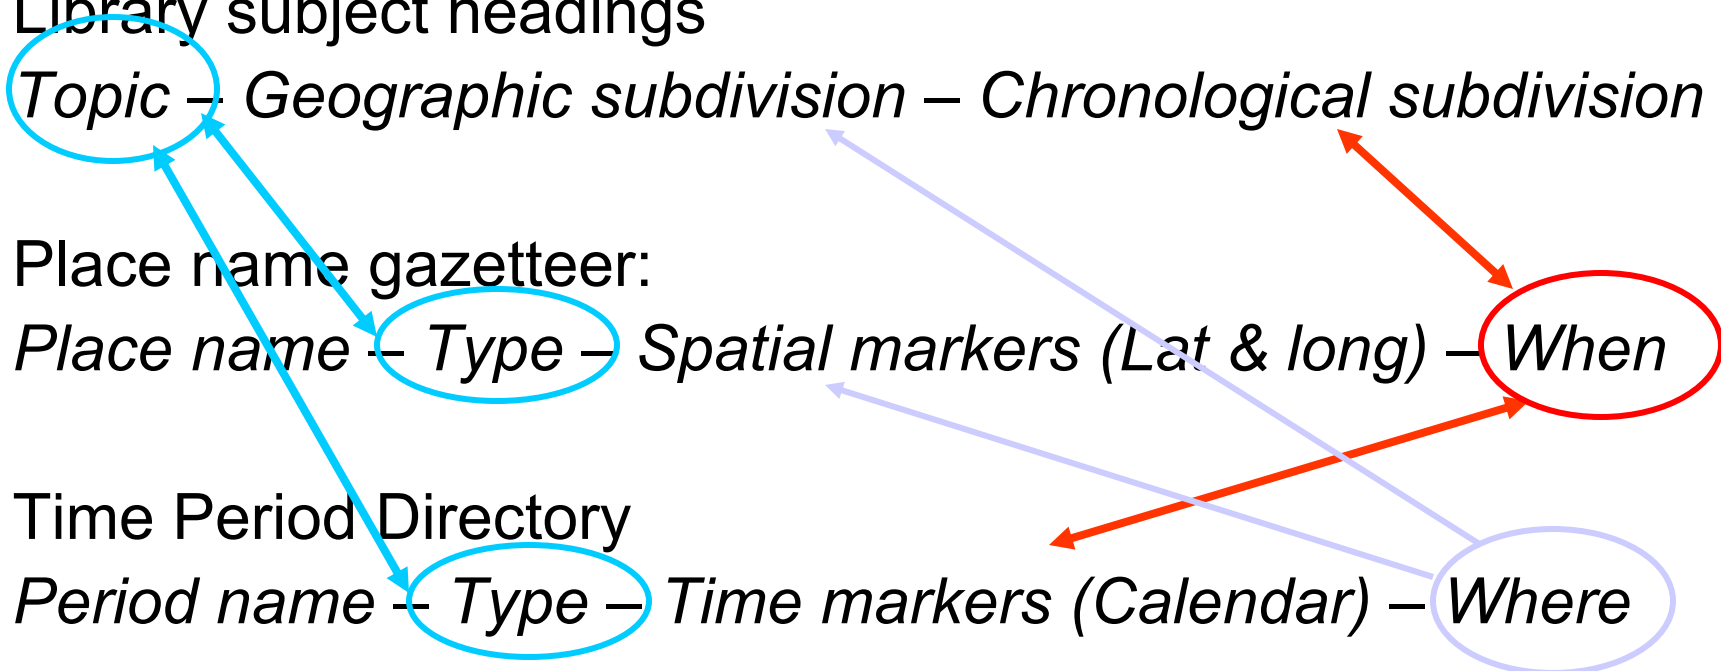 Library subject headings
Topic – Geographic subdivision – Chronological subdivision
Place name gazetteer:
Place name – Type – Spatial markers (Lat & long) – When
Time Period Directory
Period name – Type – Time markers (Calendar) – Where